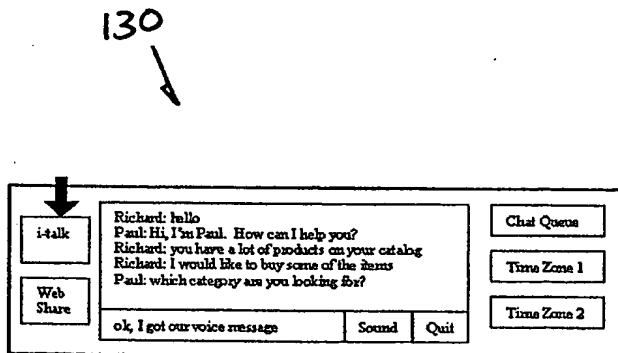 130
i-talk
Web
Share
Richard: hello
Paul: Hi, I'm Paul. How can I help you?
Richard: you have a lot of products on your catalog
Richard: I would like to buy some of the items
Paul: which category are you looking for?
ok, I got our voice message
Sound
Quit
Chat Queue
Time Zone 1
Time Zone 2